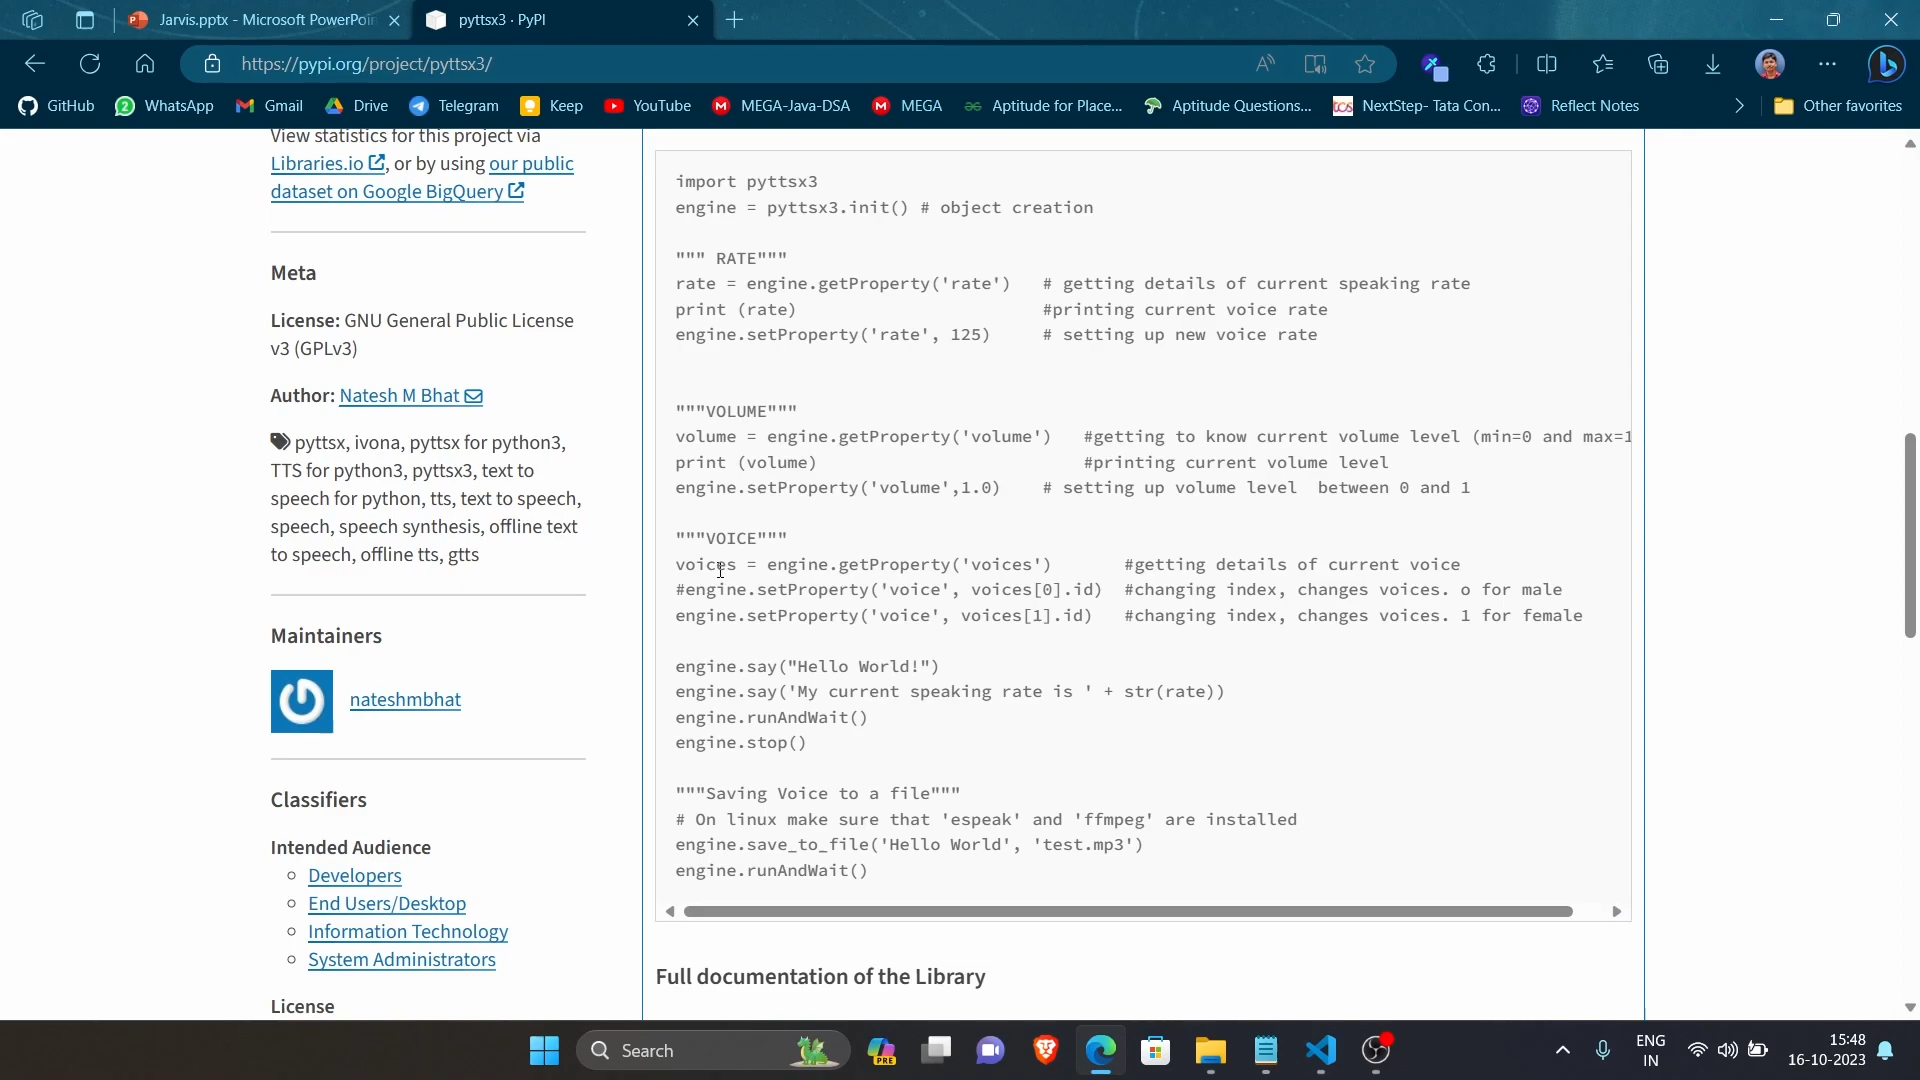 Jarvis.pptx - Microsoft PowerPoin
pyttsx3 · PyPI
https://pypi.org/project/pyttsx3/
GitHub
WhatsApp
Gmail
Drive
Telegram
Keep
YouTube
MEGA-Java-DSA
MEGA
Aptitude for Place...
Aptitude Questions...
NextStep- Tata Con...
Reflect Notes
Other favorites
View statistics for this project via
Libraries.io, or by using our public
dataset on Google BigQuery
Meta
License: GNU General Public License
v3 (GPLv3)
Author: Natesh M Bhat
pyttsx, ivona, pyttsx for python3,
TTS for python3, pyttsx3, text to
speech for python, tts, text to speech,
speech, speech synthesis, offline text
to speech, offline tts, gtts
Maintainers
nateshmbhat
Classifiers
Intended Audience
Developers
End Users/Desktop
Information Technology
System Administrators
License
import pyttsx3
engine = pyttsx3.init() # object creation
""" RATE"""
rate = engine.getProperty('rate')   # getting details of current speaking rate
print (rate)                        #printing current voice rate
engine.setProperty('rate', 125)     # setting up new voice rate
"""VOLUME"""
volume = engine.getProperty('volume')   #getting to know current volume level (min=0 and max=1
print (volume)                          #printing current volume level
engine.setProperty('volume',1.0)    # setting up volume level  between 0 and 1
"""VOICE"""
voices = engine.getProperty('voices')       #getting details of current voice
#engine.setProperty('voice', voices[0].id)  #changing index, changes voices. o for male
engine.setProperty('voice', voices[1].id)   #changing index, changes voices. 1 for female
engine.say("Hello World!")
engine.say('My current speaking rate is ' + str(rate))
engine.runAndWait()
engine.stop()
"""Saving Voice to a file"""
# On linux make sure that 'espeak' and 'ffmpeg' are installed
engine.save_to_file('Hello World', 'test.mp3')
engine.runAndWait()
Full documentation of the Library
Search
PRE
ENG
IN
15:48
16-10-2023